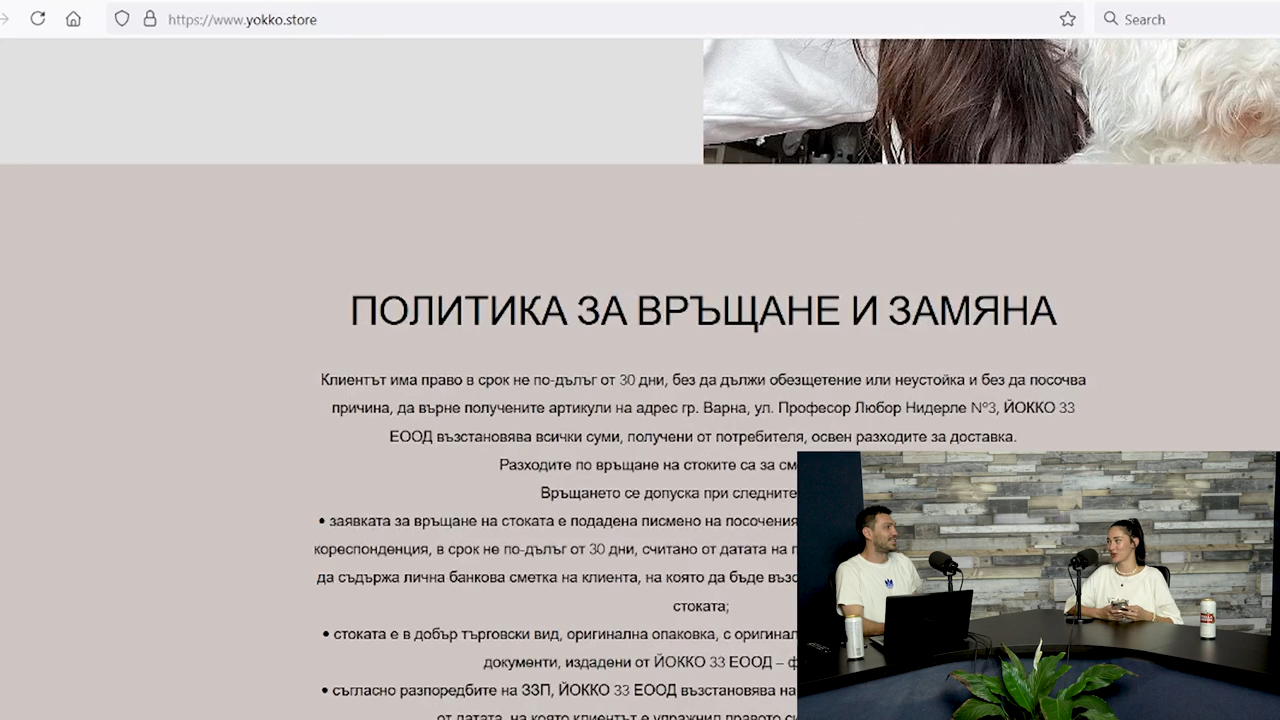 https://www.yokko.store
Search
ПОЛИТИКА ЗА ВРЪЩАНЕ И ЗАМЯНА
Клиентът има право в срок не по-дълъг от 30 дни, без да дължи обезщетение или неустойка и без да посочва
причина, да върне получените артикули на адрес гр. Варна, ул. Професор Любор Нидерле №3, ЙОККО 33
ЕООД възстановява всички суми, получени от потребителя, освен разходите за доставка.
Разходите по връщане на стоките са за см
Връщането се допуска при следните
• заявката за връщане на стоката е подадена писмено на посочения
кореспонденция, в срок не по-дълъг от 30 дни, считано от датата на п
да съдържа лична банкова сметка на клиента, на която да бъде възс
стоката;
• стоката е в добър търговски вид, оригинална опаковка, с оригинал
документи, издадени от ЙОККО 33 ЕООД – ф
• съгласно разпоредбите на ЗЗП, ЙОККО 33 ЕООД възстановява на
от датата, на която клиентът е упражнил правото си